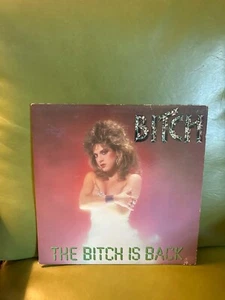 BITCH
THE BITCH IS BACK